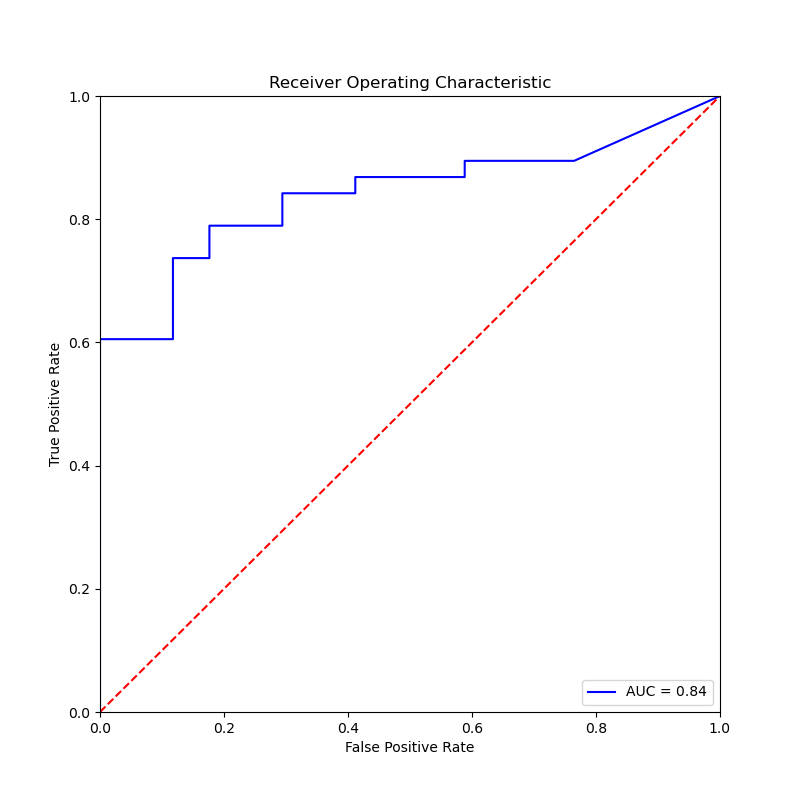 Receiver Operating Characteristic
1.0
0.8
0.6
0.4
0.2
0.0
True Positive Rate
AUC = 0.84
0.0 0.2 0.4 0.6 0.8 1.0
False Positive Rate